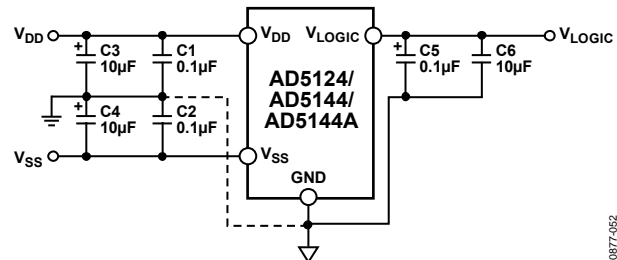 VDD
C3
10µF
C1
0.1µF
C4
10µF
C2
0.1µF
VSS
VDD
VLOGIC
AD5124/
AD5144/
AD5144A
VSS
GND
C5
0.1µF
C6
10µF
VLOGIC
+
+
+
0877-052